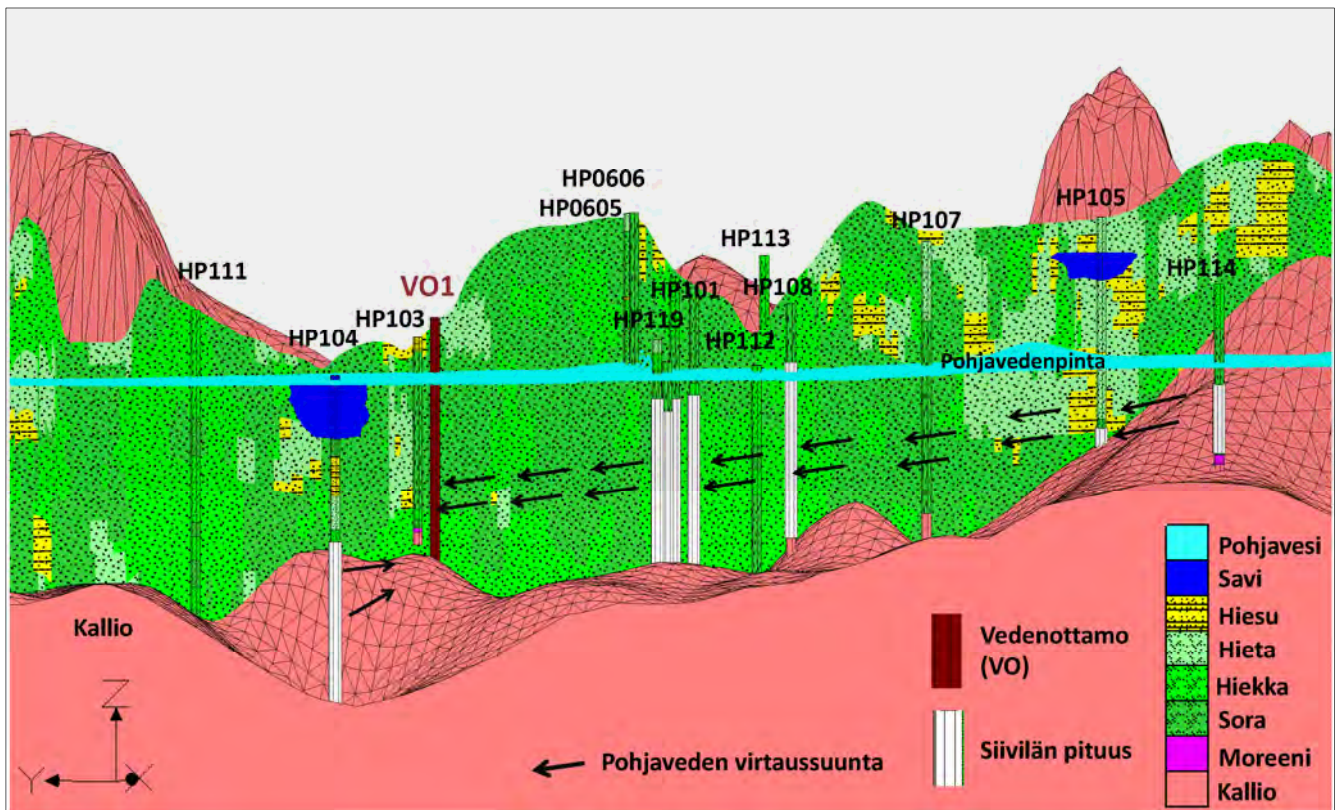 HP0606
HP0605
HP105
HP107
HP113
HP114
HP111
VO1
HP101
HP108
HP103
HP119
HP104
HP112
Pohjavedenpinta
Pohjavesi
Savi
Hiesu
Hieta
Hiekka
Sora
Moreeni
Kallio
Kallio
Vedenottamo
(VO)
Siivilän pituus
Pohjaveden virtaussuunta
Z
Y
X